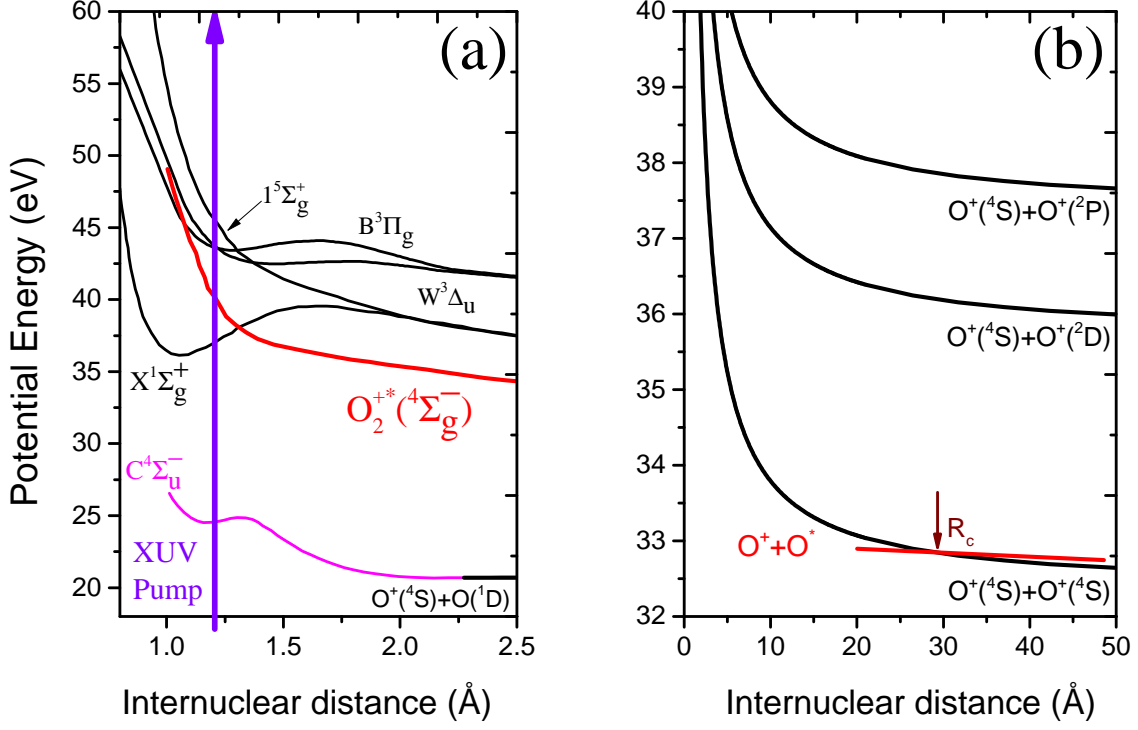 (a)
60
55
50
45
40
35
30
25
20
Potential Energy (eV)
1⁵Σg⁺
B³Πg
W³Δu
X¹Σg⁺
O₂⁺*(⁴Σg⁻)
C⁴Σu⁻
XUV
Pump
O⁺(⁴S)+O(¹D)
1.0 1.5 2.0 2.5
Internuclear distance (Å)
(b)
40
39
38
37
36
35
34
33
32
O⁺(⁴S)+O⁺(²P)
O⁺(⁴S)+O⁺(²D)
O⁺+O*
Rc
O⁺(⁴S)+O⁺(⁴S)
0 10 20 30 40 50
Internuclear distance (Å)